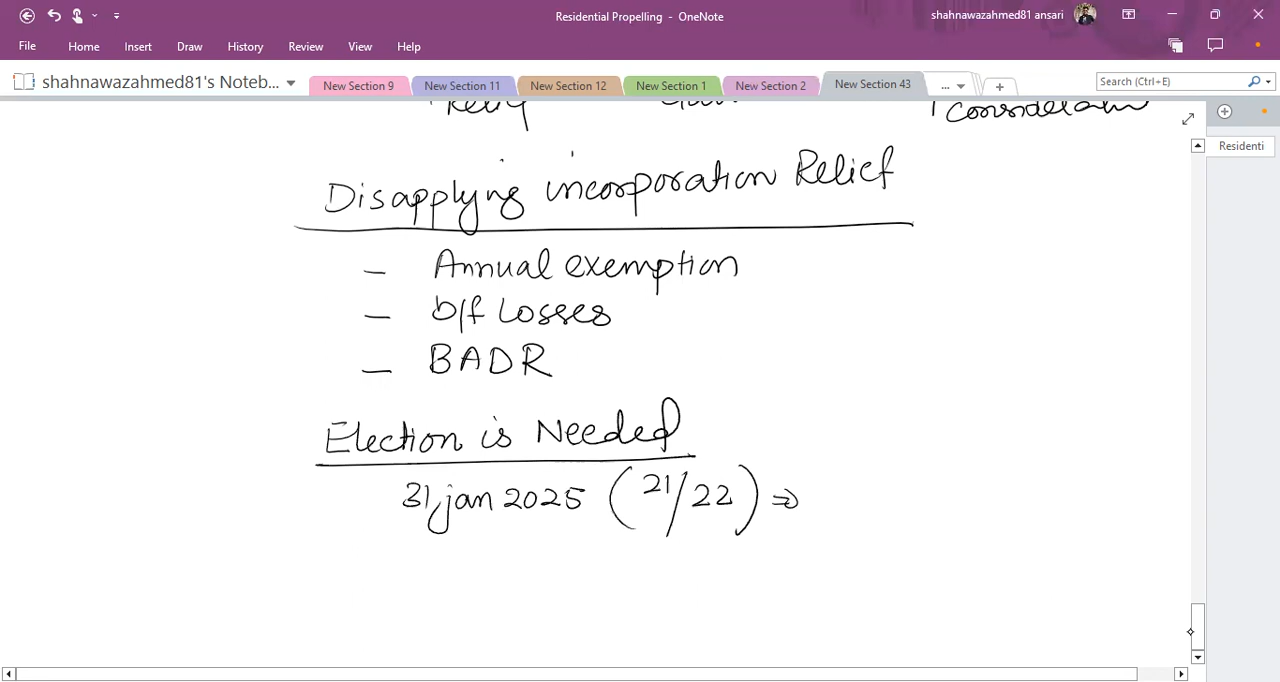 Residential Propelling - OneNote
shahnawazahmed81 ansari
File Home Insert Draw History Review View Help
shahnawazahmed81's Noteb...
New Section 9 New Section 11 New Section 12 New Section 1 New Section 2 New Section 43 ...
Search (Ctrl+E)
Residenti
Relief Consideration
Disapplying incorporation Relief
- Annual exemption
- b/f Losses
- BADR
Election is Needed
31, jan 2025 (21/22) ⇒